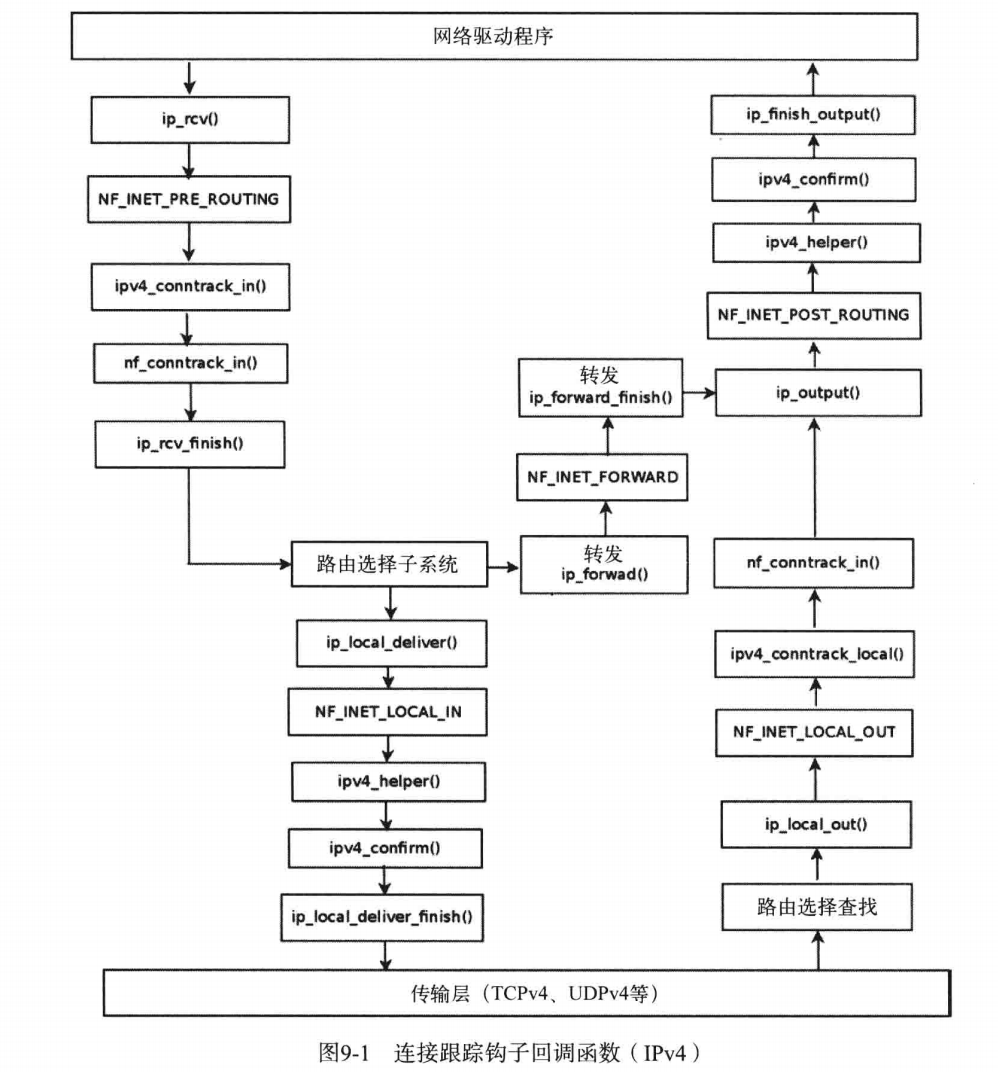 网络驱动程序
ip_rcv()
NF_INET_PRE_ROUTING
ipv4_conntrack_in()
nf_conntrack_in()
ip_rcv_finish()
路由选择子系统
ip_local_deliver()
NF_INET_LOCAL_IN
ipv4_helper()
ipv4_confirm()
ip_local_deliver_finish()
转发
ip_forward_finish()
NF_INET_FORWARD
转发
ip_forwad()
ip_finish_output()
ipv4_confirm()
ipv4_helper()
NF_INET_POST_ROUTING
ip_output()
nf_conntrack_in()
ipv4_conntrack_local()
NF_INET_LOCAL_OUT
ip_local_out()
路由选择查找
传输层（TCPv4、UDPv4等）
图9-1 连接跟踪钩子回调函数（IPv4）